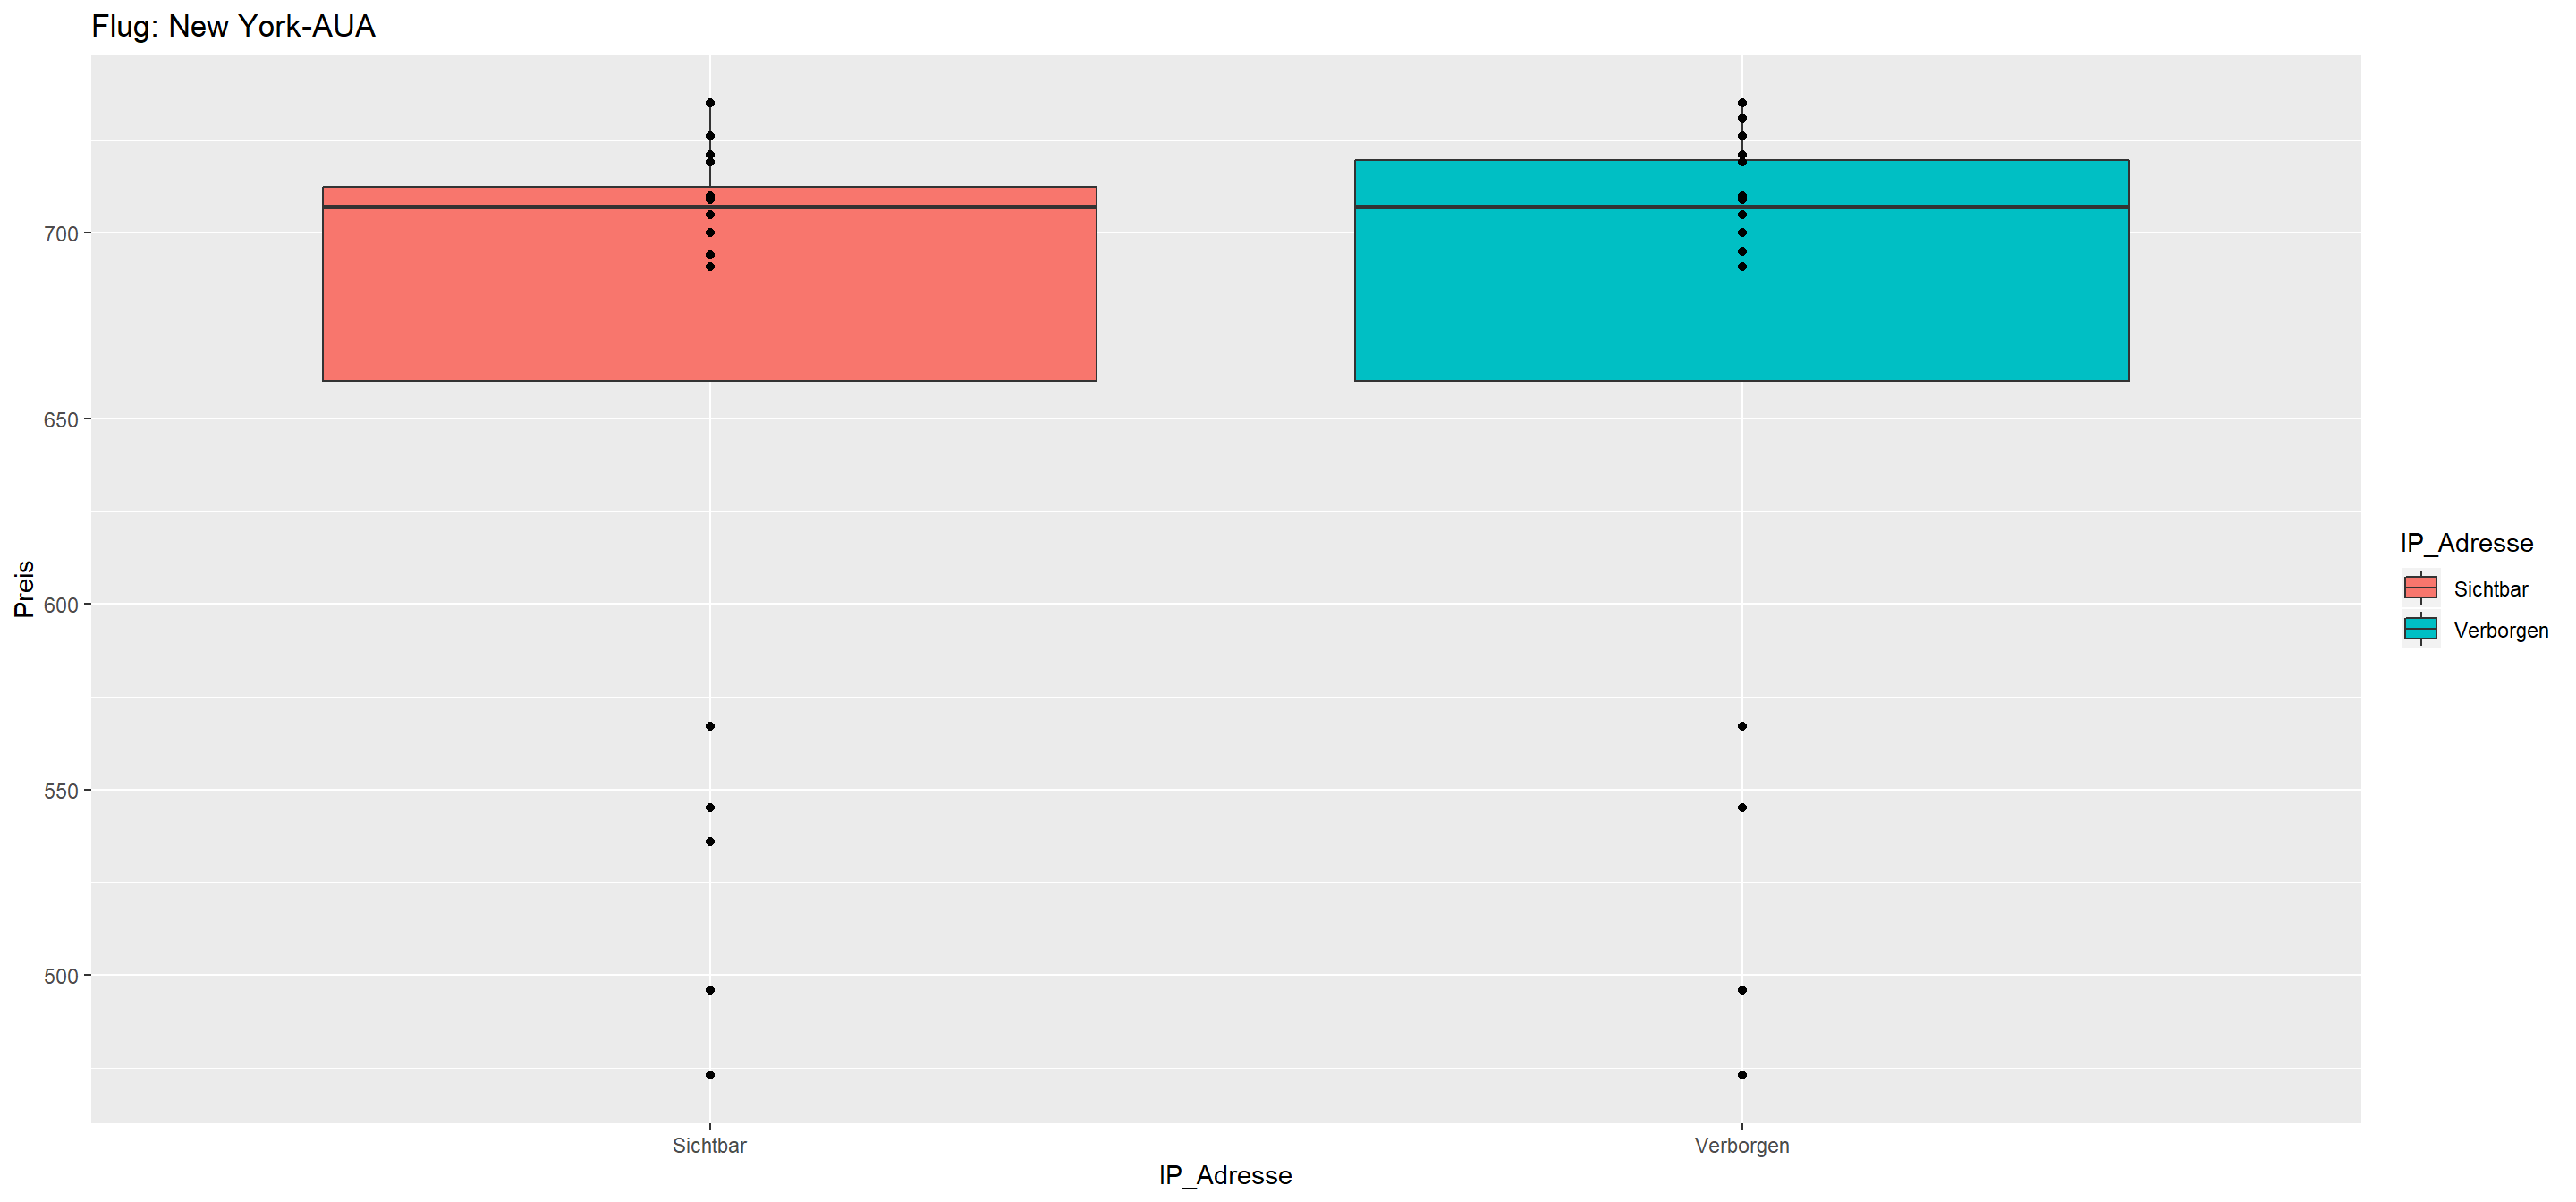 Flug: New York-AUA
Preis
700
650
600
550
500
Sichtbar
Verborgen
IP_Adresse
IP_Adresse
Sichtbar
Verborgen